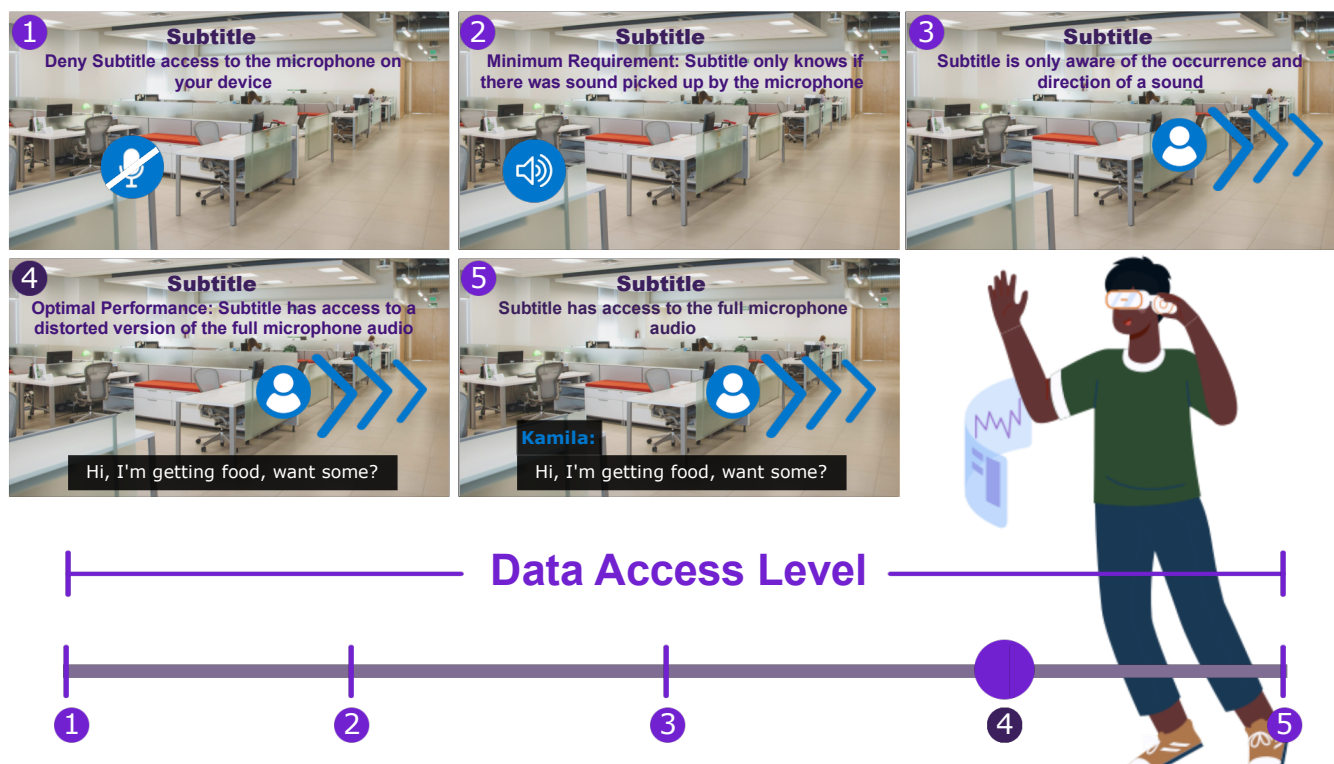 1
Subtitle
Deny Subtitle access to the microphone on
your device
2
Subtitle
Minimum Requirement: Subtitle only knows if
there was sound picked up by the microphone
3
Subtitle
Subtitle is only aware of the occurrence and
direction of a sound
4
Subtitle
Optimal Performance: Subtitle has access to a
distorted version of the full microphone audio
Hi, I'm getting food, want some?
5
Subtitle
Subtitle has access to the full microphone
audio
Kamila:
Hi, I'm getting food, want some?
Data Access Level
1
2
3
4
5